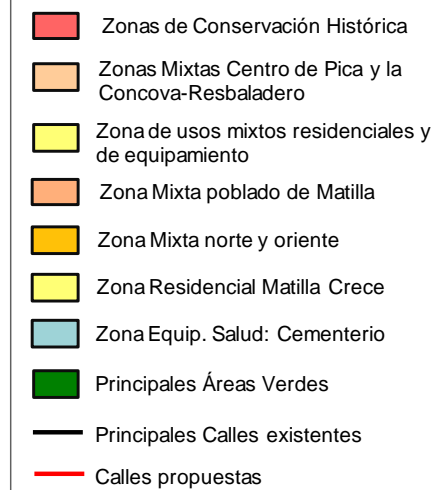 Zonas de Conservación Histórica
Zonas Mixtas Centro de Pica y la
Concova-Resbaladero
Zona de usos mixtos residenciales y
de equipamiento
Zona Mixta poblado de Matilla
Zona Mixta norte y oriente
Zona Residencial Matilla Crece
Zona Equip. Salud: Cementerio
Principales Áreas Verdes
Principales Calles existentes
Calles propuestas